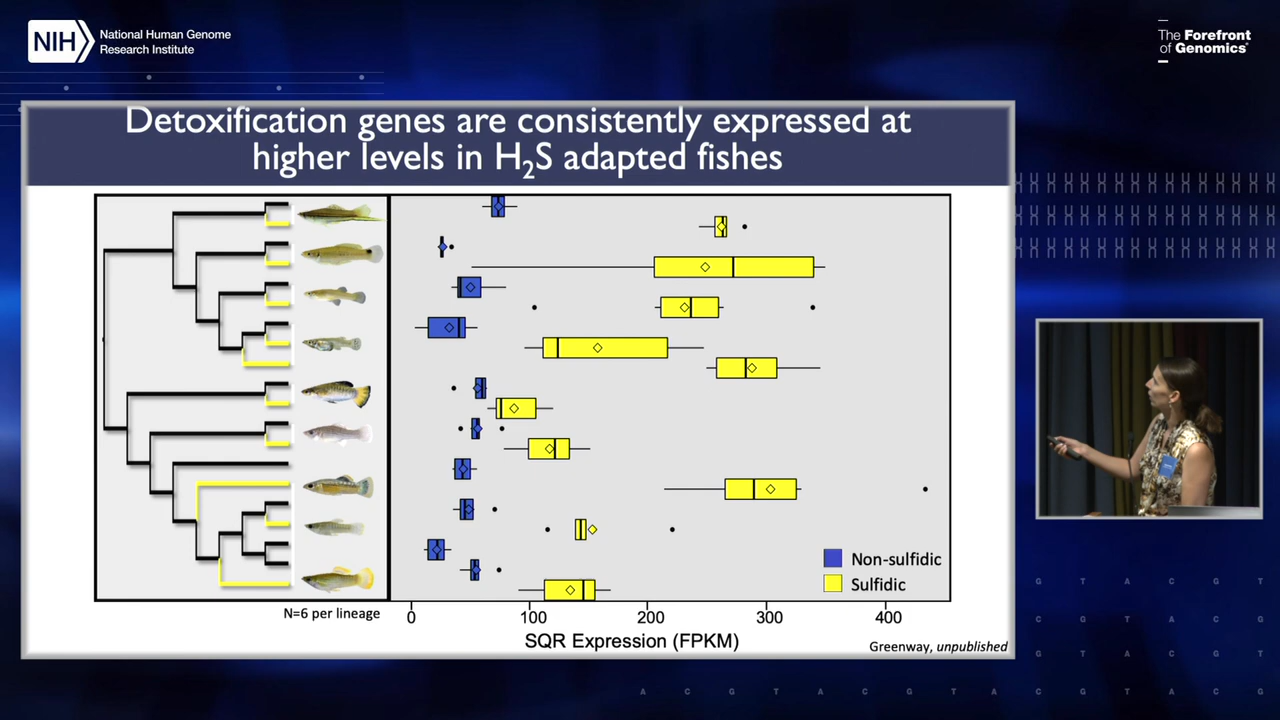 NIH
National Human Genome
Research Institute
The Forefront
of Genomics®
Detoxification genes are consistently expressed at
higher levels in H₂S adapted fishes
Non-sulfidic
Sulfidic
N=6 per lineage
0 100 200 300 400
SQR Expression (FPKM)
Greenway, unpublished
G T A C G T
C G T A C G
G T A C G T
A C G T A C G T A C G T A C G